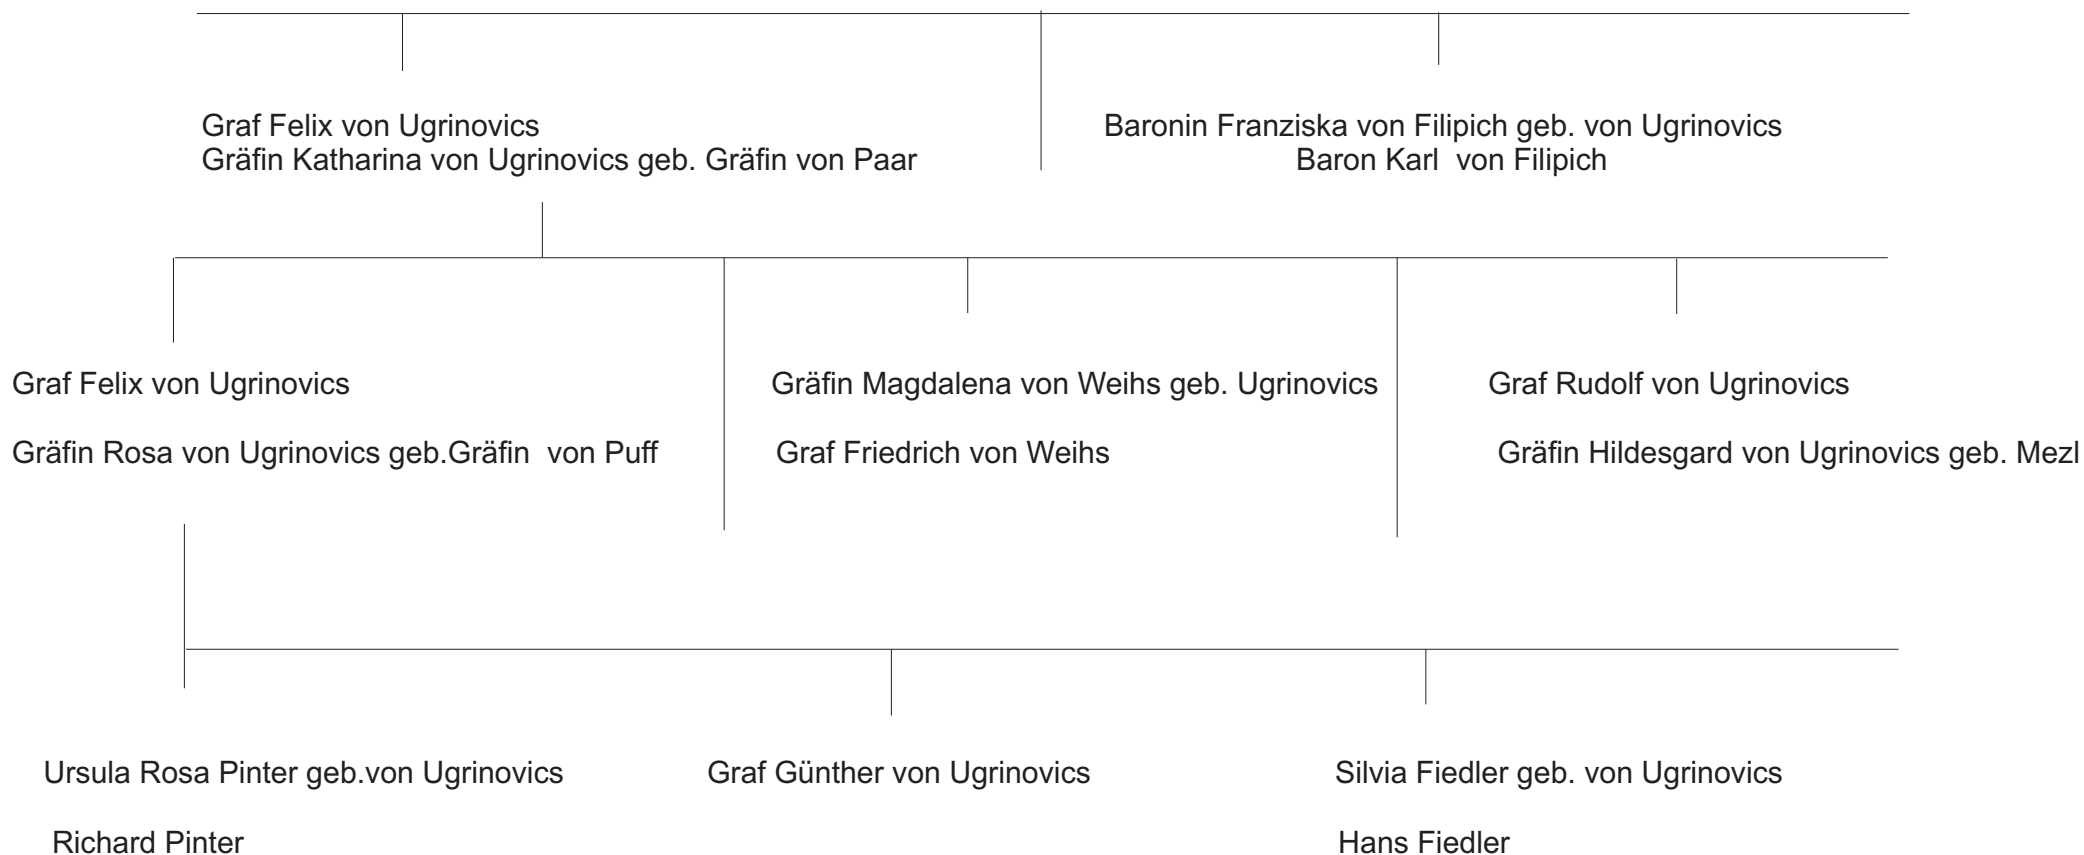 Graf Felix von Ugrinovics
Gräfin Katharina von Ugrinovics geb. Gräfin von Paar
Baronin Franziska von Filipich geb. von Ugrinovics
Baron Karl von Filipich
Graf Felix von Ugrinovics
Gräfin Rosa von Ugrinovics geb.Gräfin von Puff
Gräfin Magdalena von Weihs geb. Ugrinovics
Graf Friedrich von Weihs
Graf Rudolf von Ugrinovics
Gräfin Hildesgard von Ugrinovics geb. Mezl
Ursula Rosa Pinter geb.von Ugrinovics
Richard Pinter
Graf Günther von Ugrinovics
Silvia Fiedler geb. von Ugrinovics
Hans Fiedler